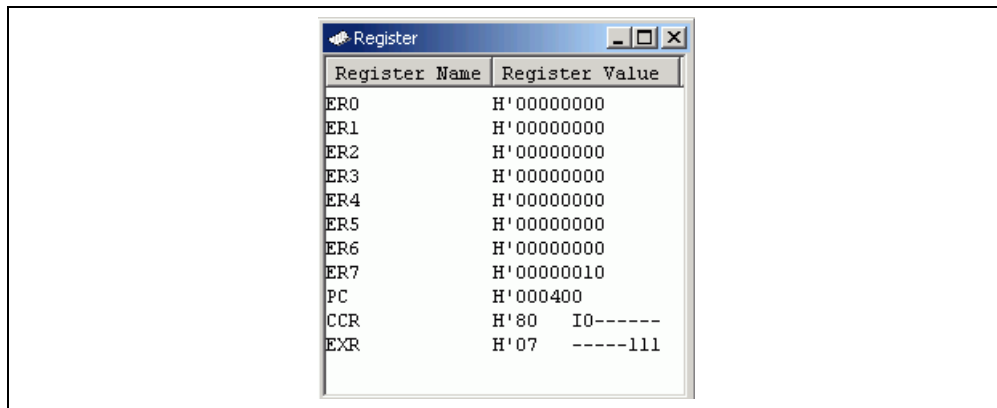 Register
Register Name Register Value
ER0 H'00000000
ER1 H'00000000
ER2 H'00000000
ER3 H'00000000
ER4 H'00000000
ER5 H'00000000
ER6 H'00000000
ER7 H'00000010
PC H'000400
CCR H'80 I0------
EXR H'07 -----111